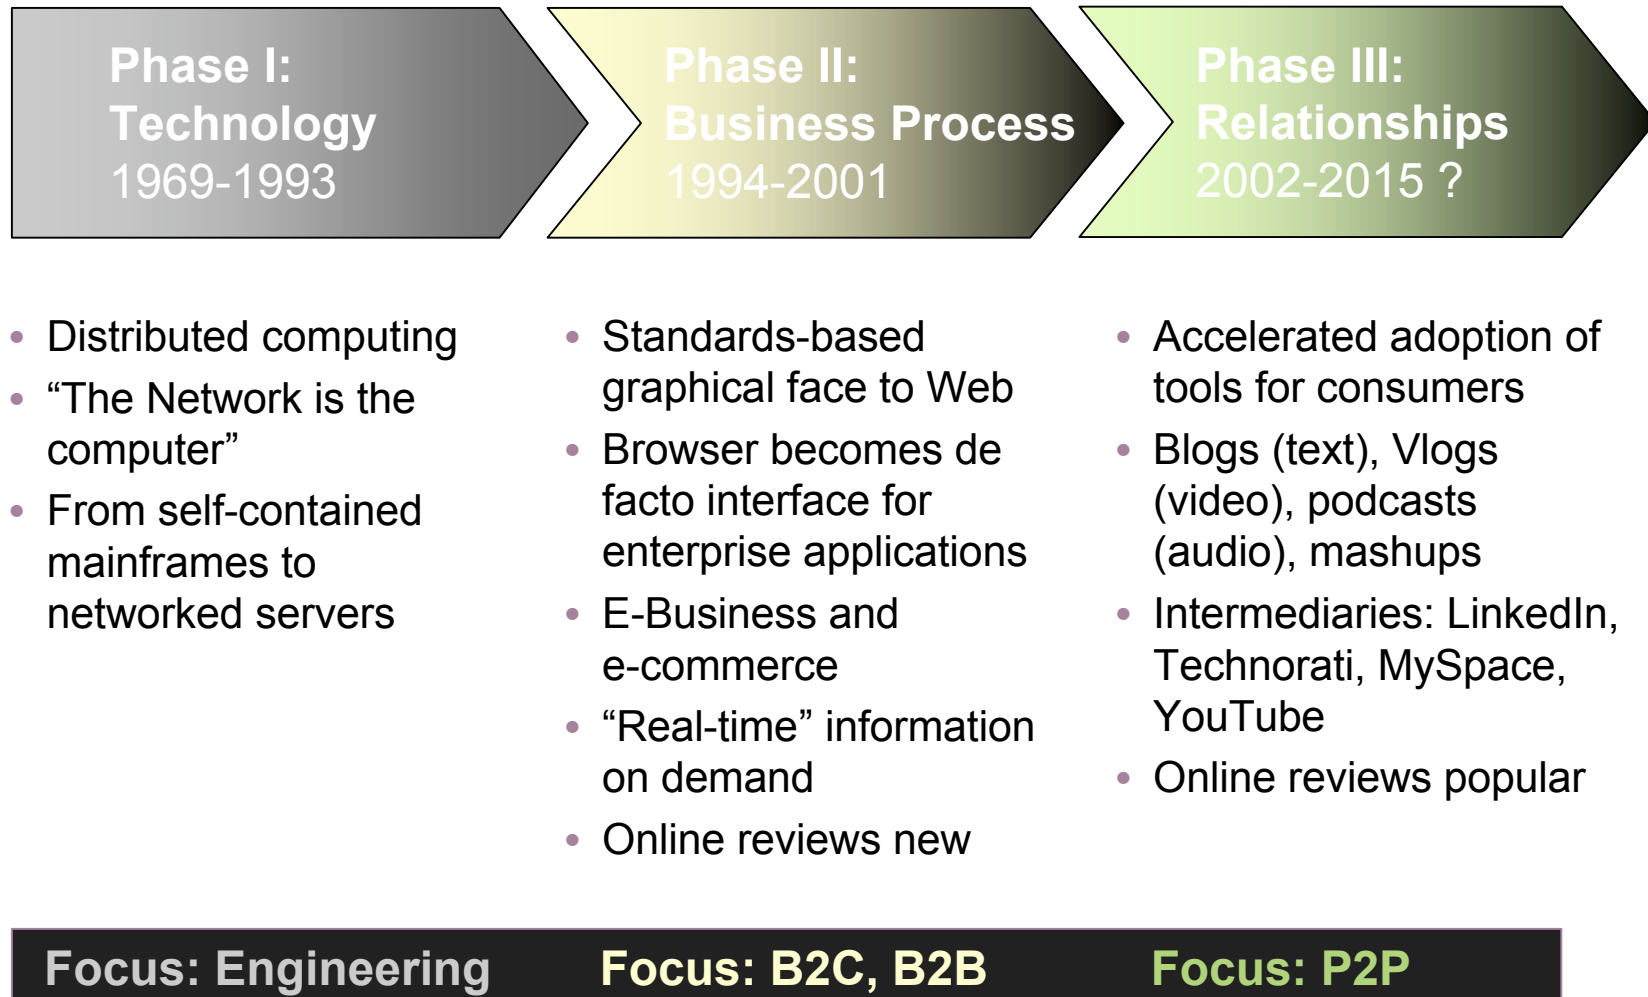 Phase I:
Technology
1969-1993
Phase II:
Business Process
1994-2001
Phase III:
Relationships
2002-2015 ?
• Distributed computing
• “The Network is the
computer”
• From self-contained
mainframes to
networked servers
• Standards-based
graphical face to Web
• Browser becomes de
facto interface for
enterprise applications
• E-Business and
e-commerce
• “Real-time” information
on demand
• Online reviews new
• Accelerated adoption of
tools for consumers
• Blogs (text), Vlogs
(video), podcasts
(audio), mashups
• Intermediaries: LinkedIn,
Technorati, MySpace,
YouTube
• Online reviews popular
Focus: Engineering
Focus: B2C, B2B
Focus: P2P